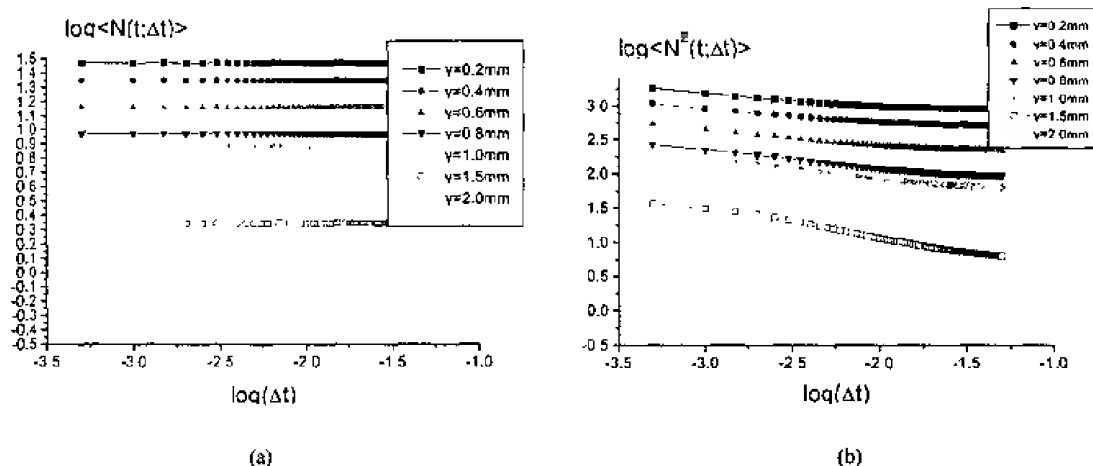 log<N(t;Δt)>
1.5
1.4
1.3
1.2
1.1
1.0
0.9
0.8
0.7
0.6
0.5
0.4
0.3
0.2
0.1
0.0
-0.1
-0.2
-0.3
-0.4
-0.5
-3.5 -3.0 -2.5 -2.0 -1.5 -1.0
log(Δt)
y=0.2mm
y=0.4mm
y=0.6mm
y=0.8mm
y=1.0mm
y=1.5mm
y=2.0mm
(a)
log<N²(t;Δt)>
3.0
2.5
2.0
1.5
1.0
0.5
0.0
-0.5
-3.5 -3.0 -2.5 -2.0 -1.5 -1.0
log(Δt)
y=0.2mm
y=0.4mm
y=0.6mm
y=0.8mm
y=1.0mm
y=1.5mm
y=2.0mm
(b)